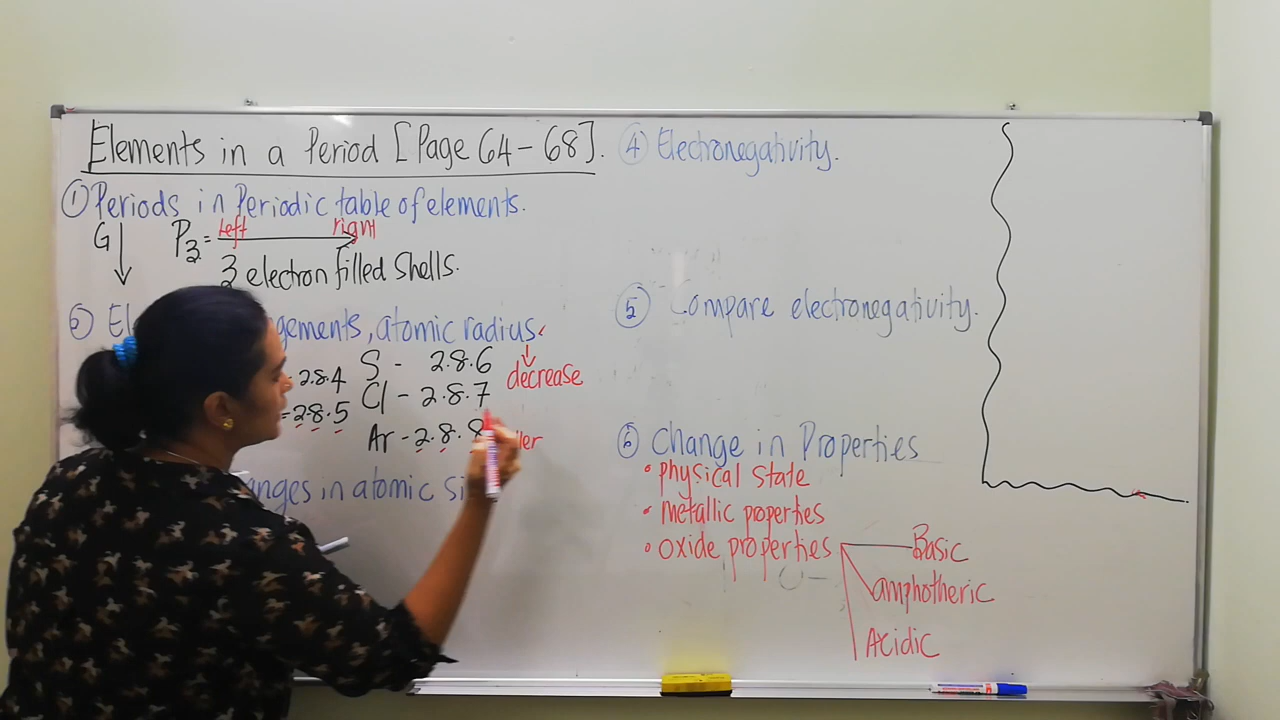 Elements in a Period [Page 64-68].
① Periods in Periodic table of elements.
G P3= left right
3 electron filled shells.
gements, atomic radius
2.8.4 S - 2.8.6
decrease
=2.8.5 Cl - 2.8.7
Ar - 2.8.8
anges in atomic si
④ Electronegativity.
⑤ Compare electronegativity.
⑥ Change in Properties
• physical state
• metallic properties
• oxide properties Basic
amphotheric
Acidic